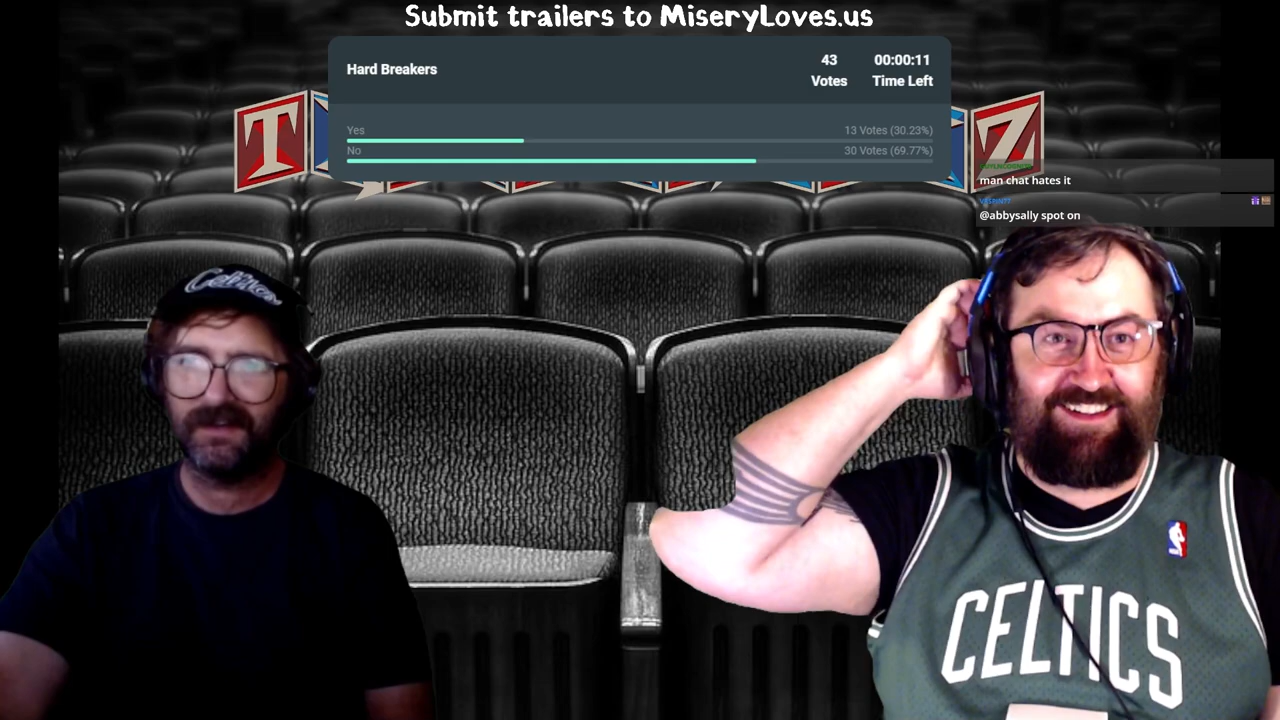 Submit trailers to MiseryLoves.us
Hard Breakers
43
Votes
00:00:11
Time Left
Yes
13 Votes (30.23%)
No
30 Votes (69.77%)
T
Z
man chat hates it
@abbysally spot on
Celtics
CELTICS